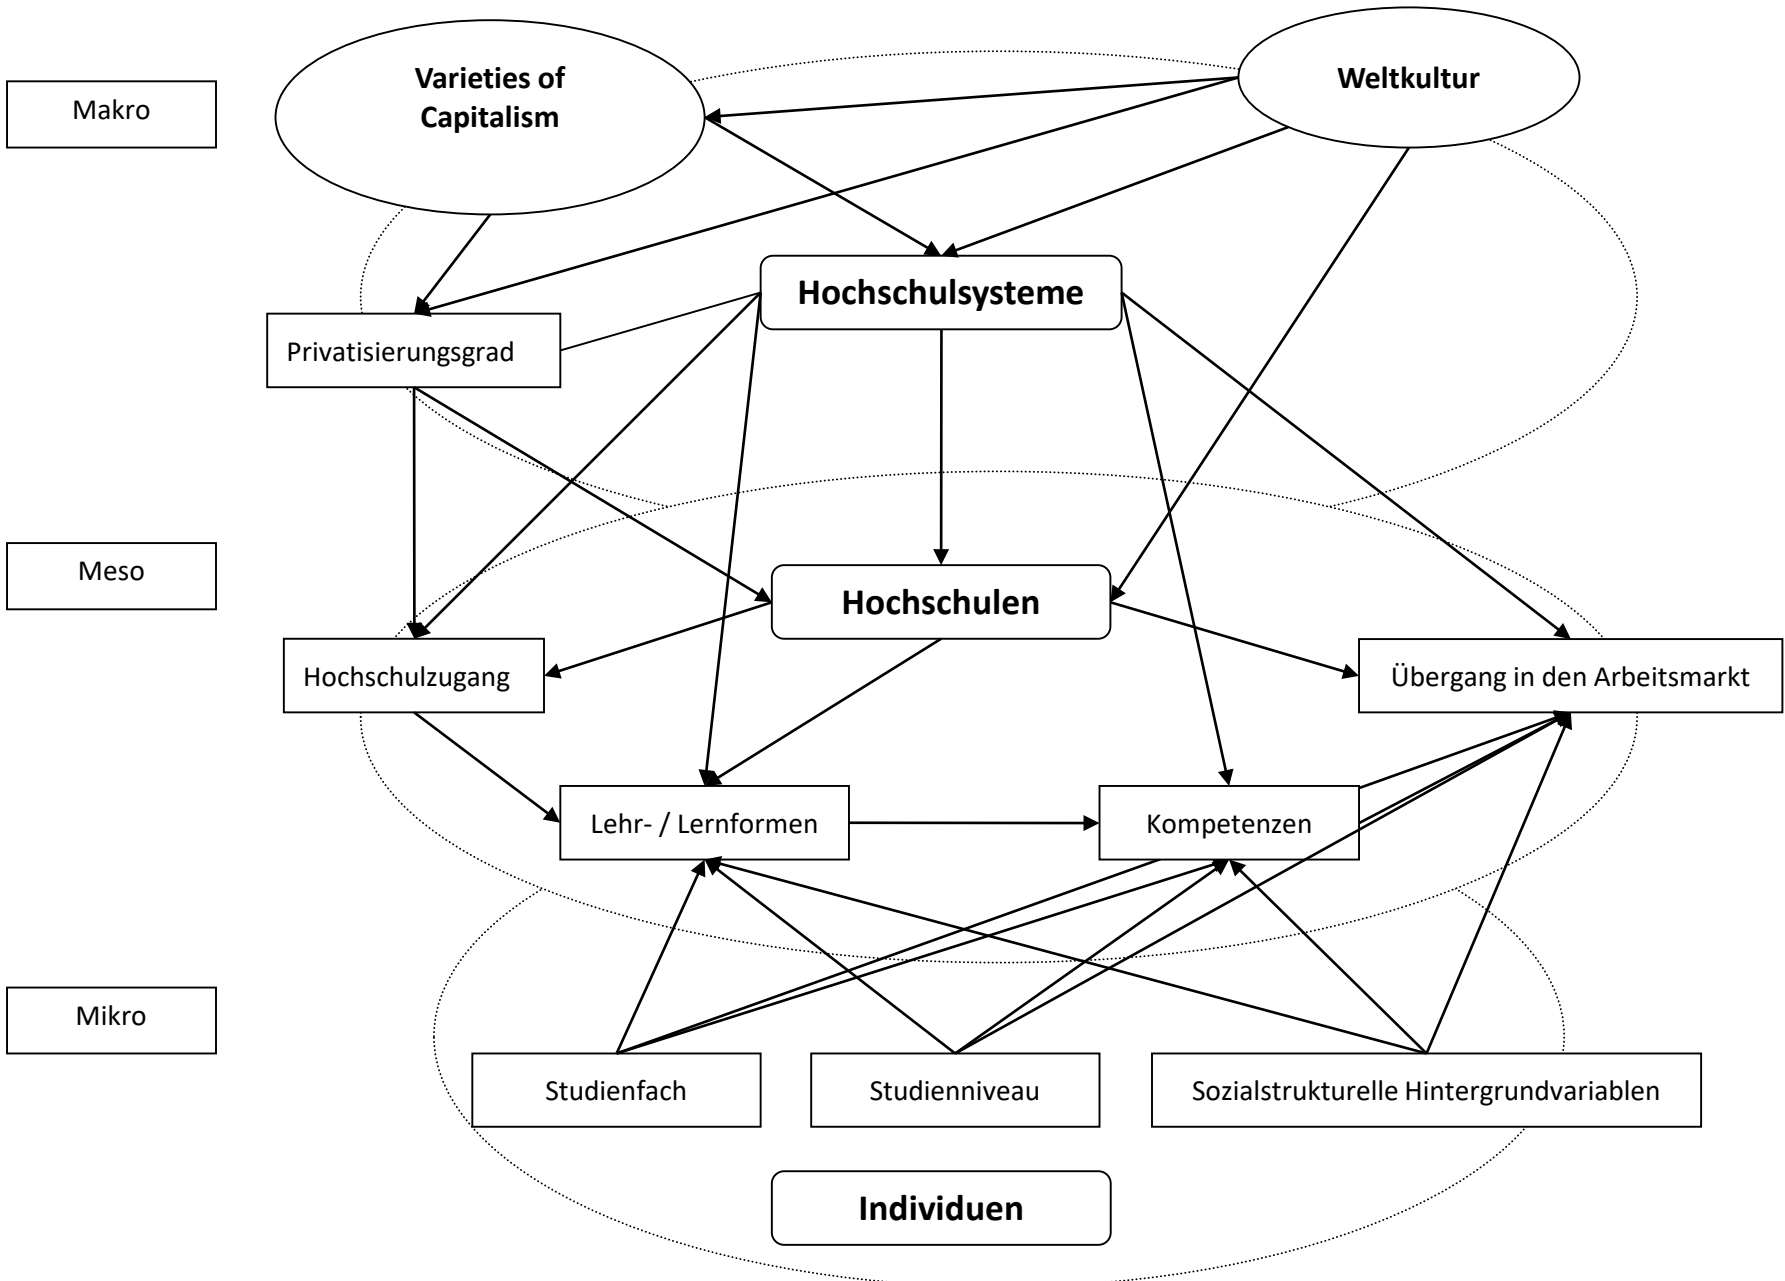 Varieties of
Capitalism
Weltkultur
Makro
Hochschulsysteme
Privatisierungsgrad
Meso
Hochschulen
Hochschulzugang
Übergang in den Arbeitsmarkt
Lehr- / Lernformen
Kompetenzen
Mikro
Studienfach
Studienniveau
Sozialstrukturelle Hintergrundvariablen
Individuen